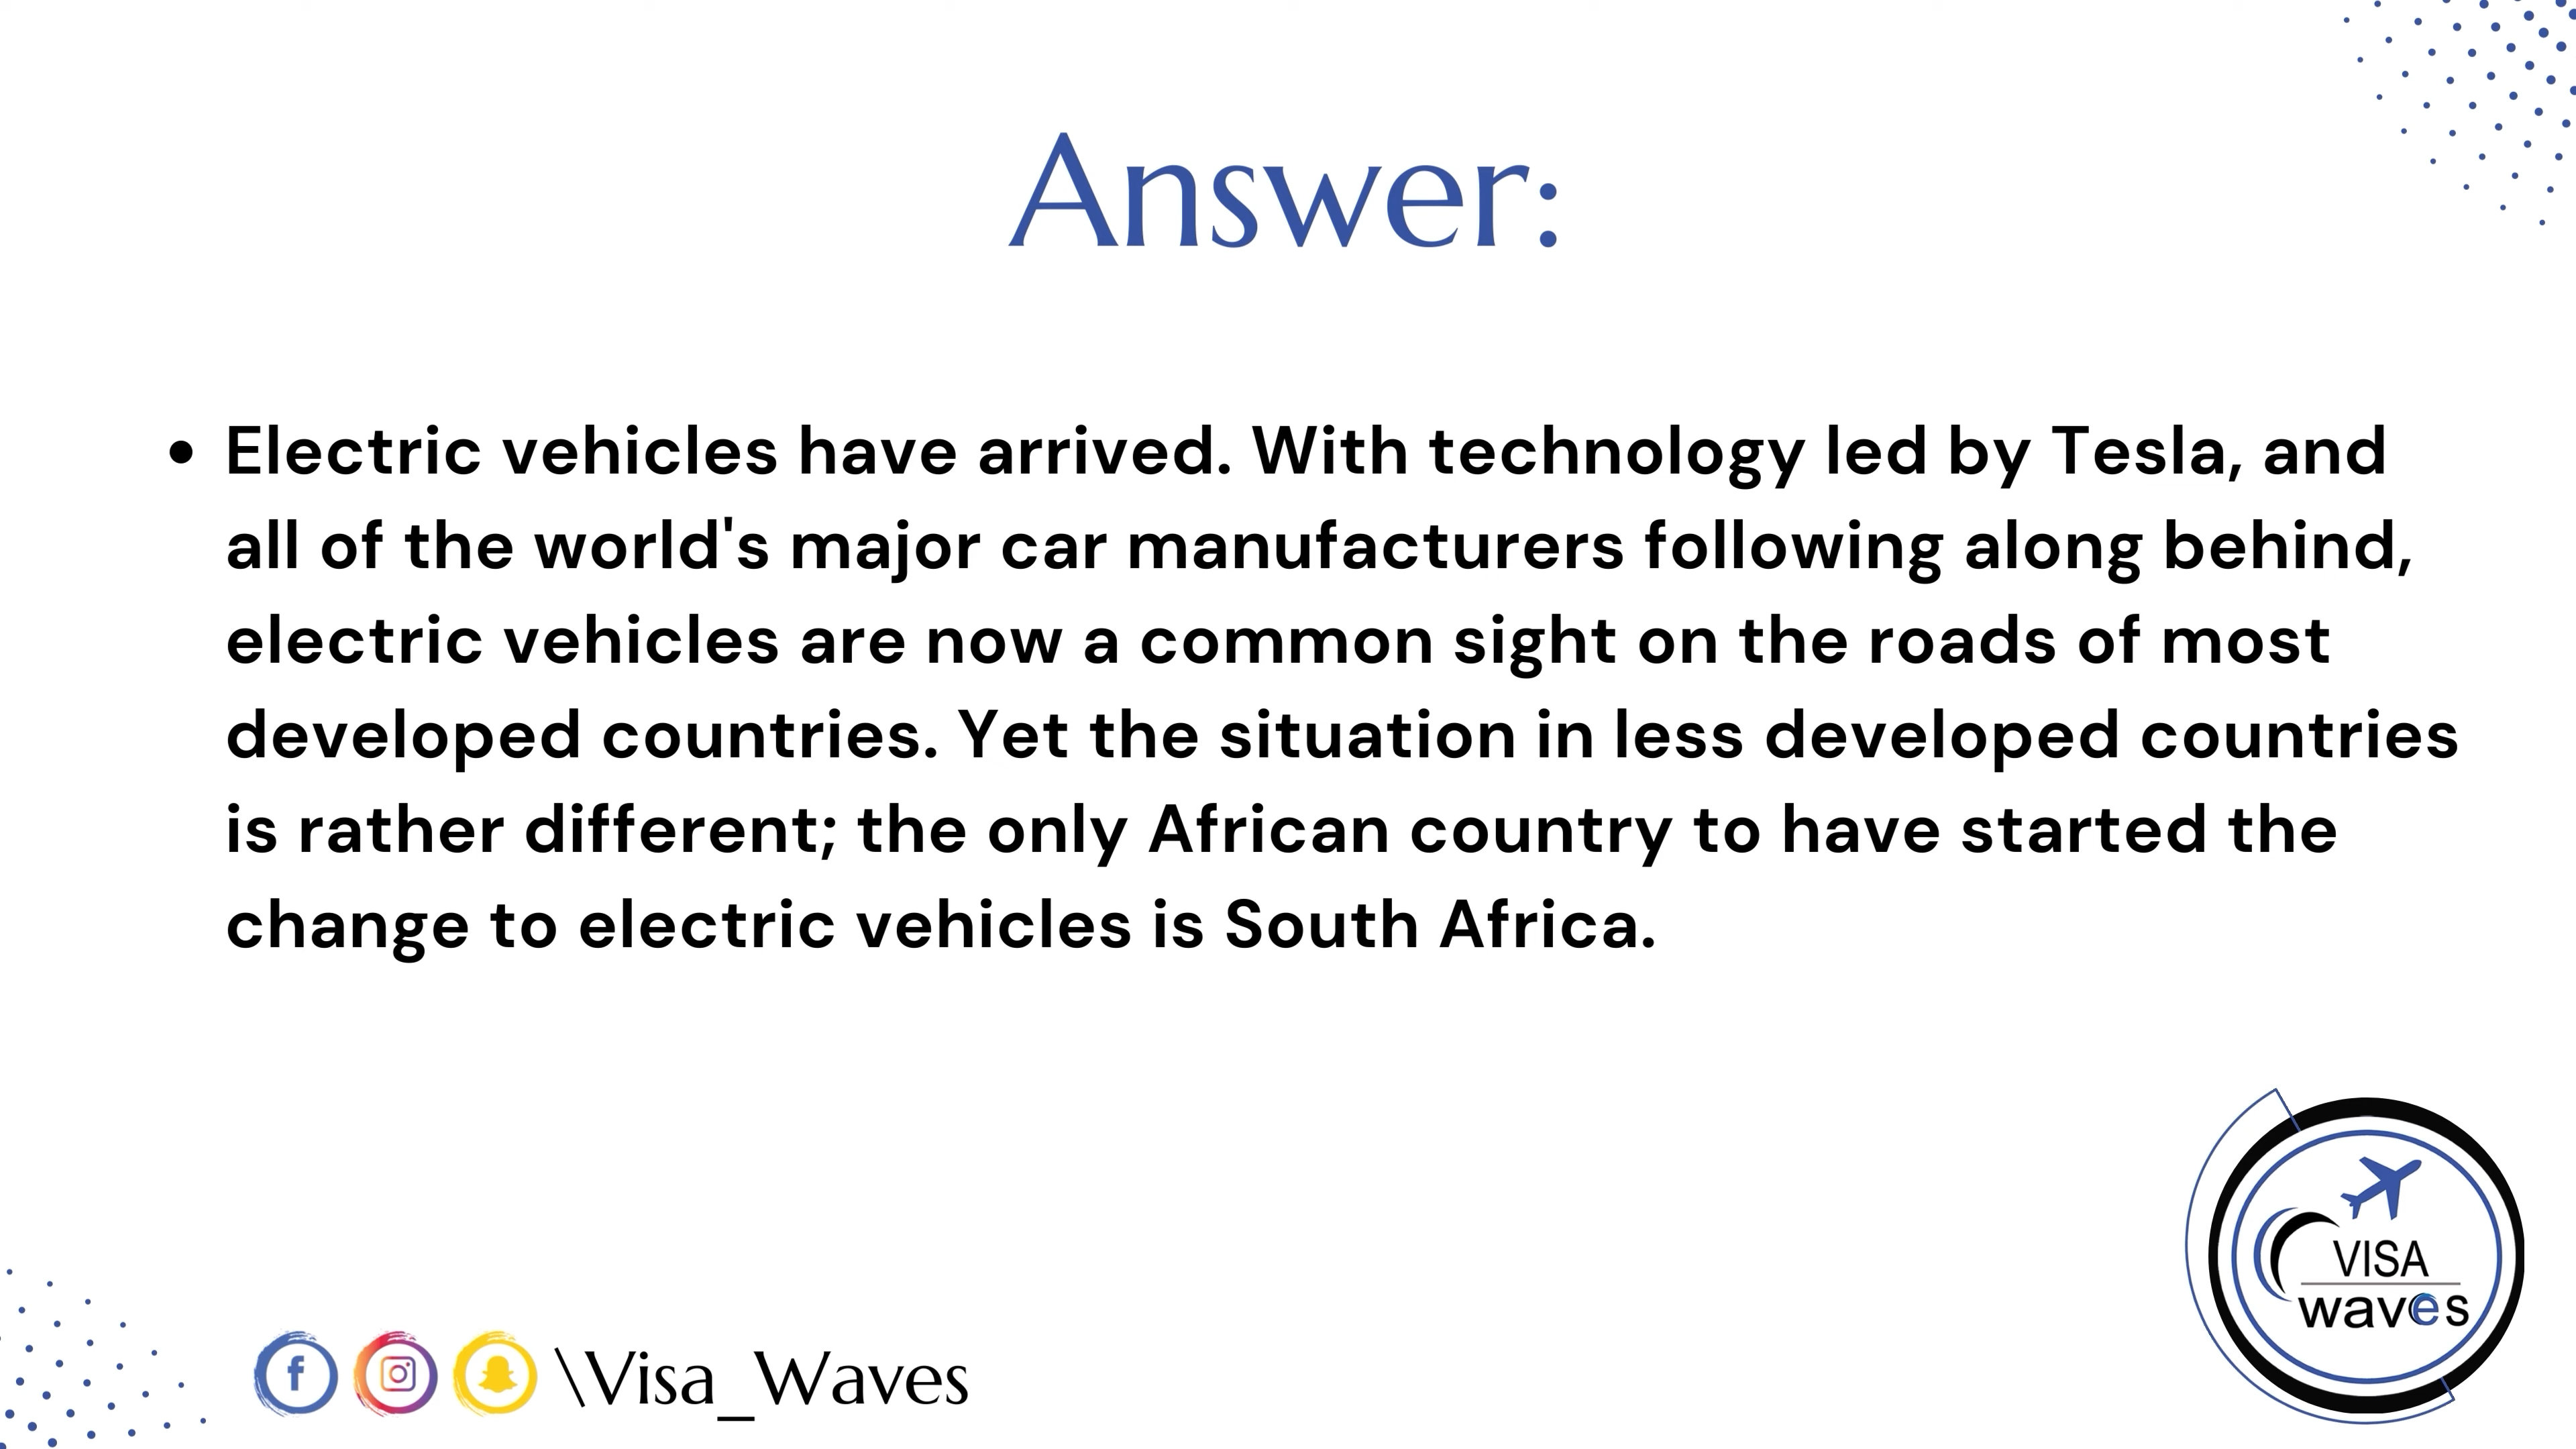 Answer:
• Electric vehicles have arrived. With technology led by Tesla, and
all of the world's major car manufacturers following along behind,
electric vehicles are now a common sight on the roads of most
developed countries. Yet the situation in less developed countries
is rather different; the only African country to have started the
change to electric vehicles is South Africa.
VISA
waves
\Visa_Waves